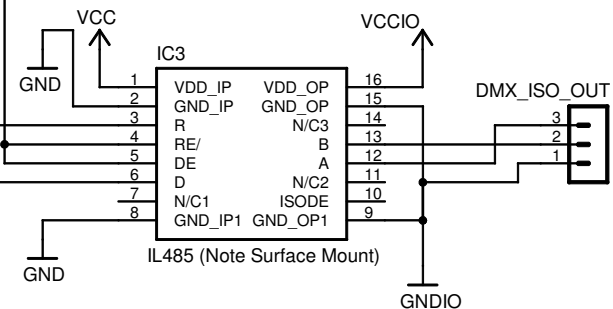 VCC
VCCIO
IC3
GND
DMX_ISO_OUT
1 VDD_IP VDD_OP 16
2 GND_IP GND_OP 15
3 R N/C3 14
4 RE/ B 13
5 DE A 12
6 D N/C2 11
7 N/C1 ISODE 10
8 GND_IP1 GND_OP1 9
3
2
1
IL485 (Note Surface Mount)
GND
GNDIO